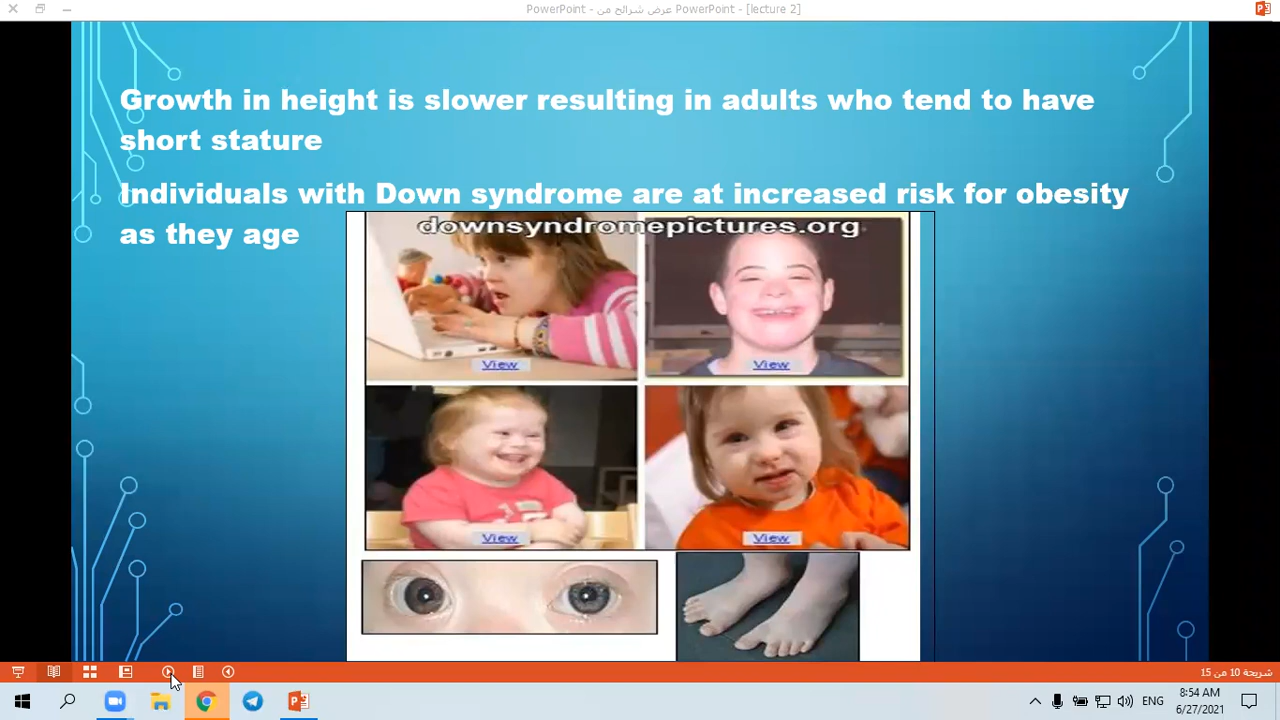 عرض شرائح من PowerPoint - [lecture 2] - PowerPoint
Growth in height is slower resulting in adults who tend to have
short stature
Individuals with Down syndrome are at increased risk for obesity
as they age
downsyndromepictures.org
View
View
View
View
شريحة 10 من 15
ENG
8:54 AM
6/27/2021